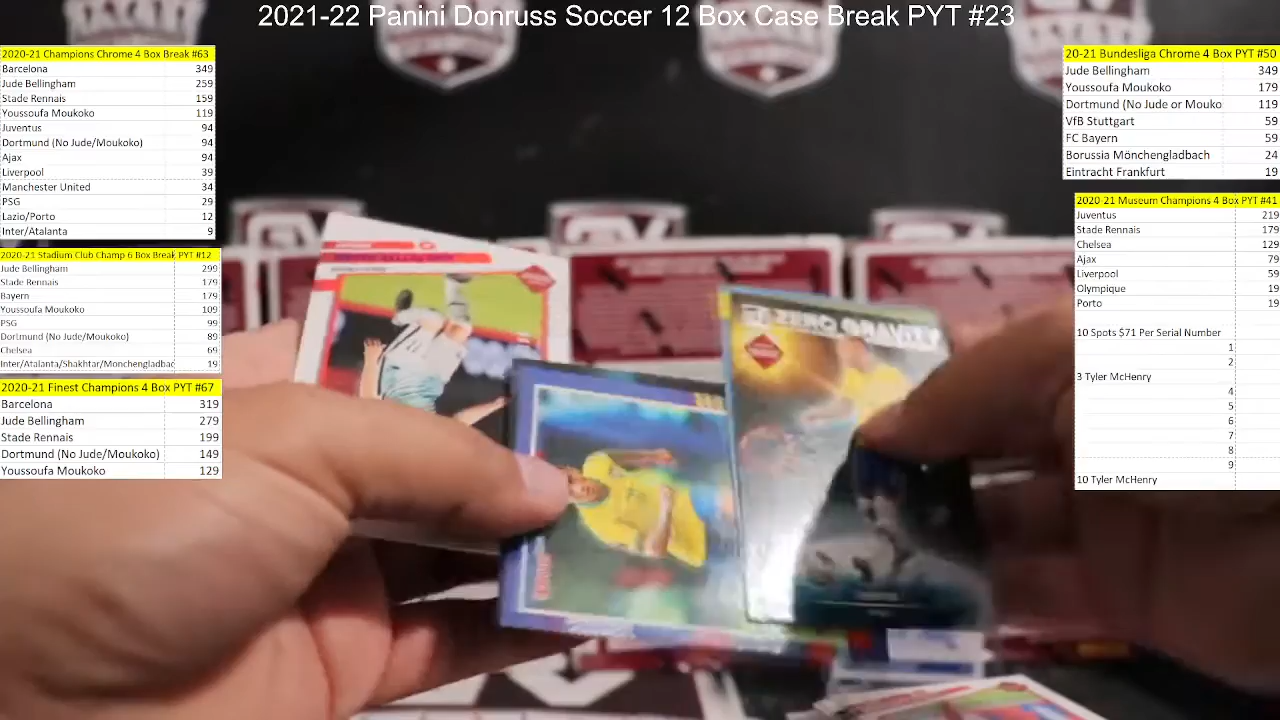 2021-22 Panini Donruss Soccer 12 Box Case Break PYT #23
2020-21 Champions Chrome 4 Box Break #63
Barcelona 349
Jude Bellingham 259
Stade Rennais 159
Youssoufa Moukoko 119
Juventus 94
Dortmund (No Jude/Moukoko) 94
Ajax 94
Liverpool 39
Manchester United 34
PSG 29
Lazio/Porto 12
Inter/Atalanta 9
2020-21 Stadium Club Champ 6 Box Break PYT #12
Jude Bellingham 299
Stade Rennais 179
Bayern 179
Youssoufa Moukoko 109
PSG 99
Dortmund (No Jude/Moukoko) 89
Chelsea 69
Inter/Atalanta/Shakhtar/Monchengladbac 19
2020-21 Finest Champions 4 Box PYT #67
Barcelona 319
Jude Bellingham 279
Stade Rennais 199
Dortmund (No Jude/Moukoko) 149
Youssoufa Moukoko 129
20-21 Bundesliga Chrome 4 Box PYT #50
Jude Bellingham 349
Youssoufa Moukoko 179
Dortmund (No Jude or Mouko 119
VfB Stuttgart 59
FC Bayern 59
Borussia Mönchengladbach 24
Eintracht Frankfurt 19
2020-21 Museum Champions 4 Box PYT #41
Juventus 219
Stade Rennais 179
Chelsea 129
Ajax 79
Liverpool 59
Olympique 19
Porto 19
10 Spots $71 Per Serial Number
1
2
3 Tyler McHenry
4
5
6
7
8
9
10 Tyler McHenry
ZERO GRAVITY